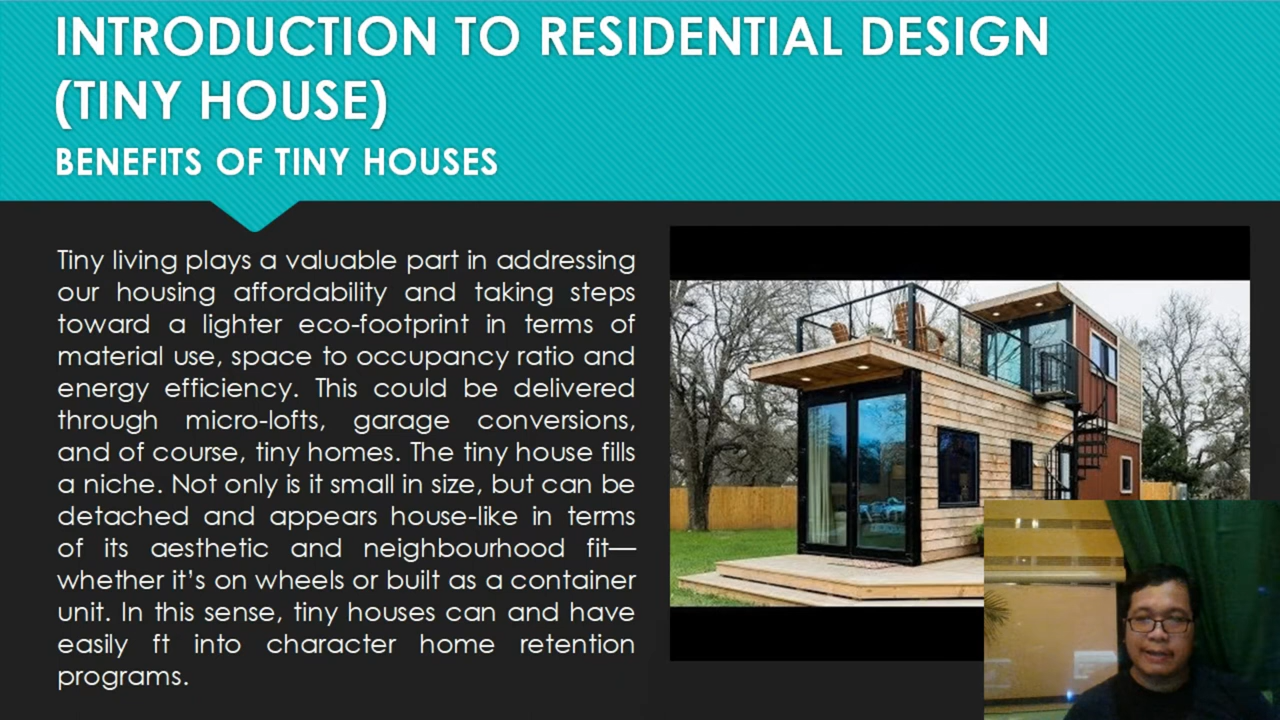 INTRODUCTION TO RESIDENTIAL DESIGN
(TINY HOUSE)
BENEFITS OF TINY HOUSES
Tiny living plays a valuable part in addressing
our housing affordability and taking steps
toward a lighter eco-footprint in terms of
material use, space to occupancy ratio and
energy efficiency. This could be delivered
through micro-lofts, garage conversions,
and of course, tiny homes. The tiny house fills
a niche. Not only is it small in size, but can be
detached and appears house-like in terms
of its aesthetic and neighbourhood fit—
whether it’s on wheels or built as a container
unit. In this sense, tiny houses can and have
easily ft into character home retention
programs.